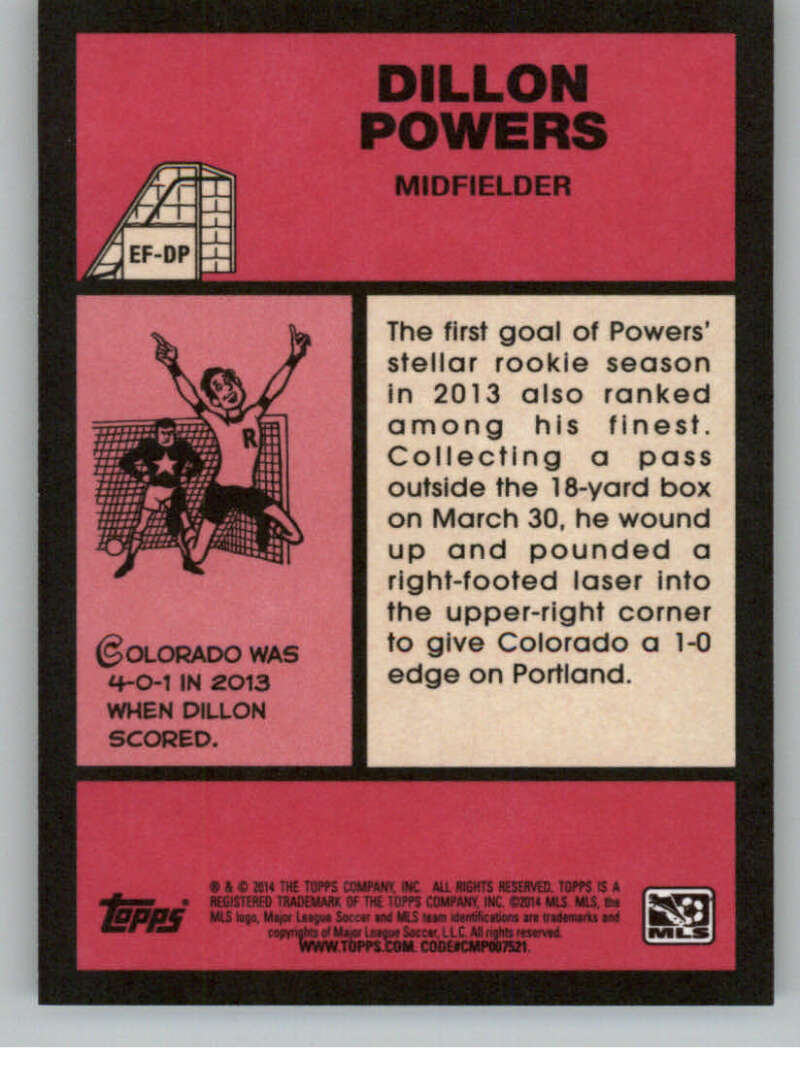 DILLON
POWERS
MIDFIELDER
EF-DP
R
COLORADO WAS
4-0-1 IN 2013
WHEN DILLON
SCORED.
The first goal of Powers'
stellar rookie season
in 2013 also ranked
among his finest.
Collecting a pass
outside the 18-yard box
on March 30, he wound
up and pounded a
right-footed laser into
the upper-right corner
to give Colorado a 1-0
edge on Portland.
topps
® & © 2014 THE TOPPS COMPANY, INC. ALL RIGHTS RESERVED. TOPPS IS A
REGISTERED TRADEMARK OF THE TOPPS COMPANY, INC. ©2014 MLS. MLS, the
MLS logo, Major League Soccer and MLS team identifications are trademarks and
copyrights of Major League Soccer, L.L.C. All rights reserved.
WWW.TOPPS.COM. CODE#CMP007521.
MLS